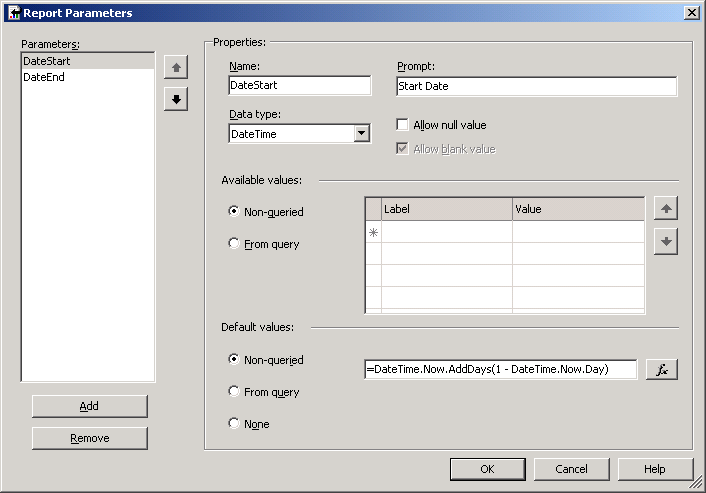 Report Parameters
Parameters:
DateStart
DateEnd
Add
Remove
Properties:
Name:
DateStart
Prompt:
Start Date
Data type:
DateTime
Allow null value
Allow blank value
Available values:
Non-queried
From query
Label
Value
Default values:
Non-queried
=DateTime.Now.AddDays(1 - DateTime.Now.Day)
fx
From query
None
OK
Cancel
Help